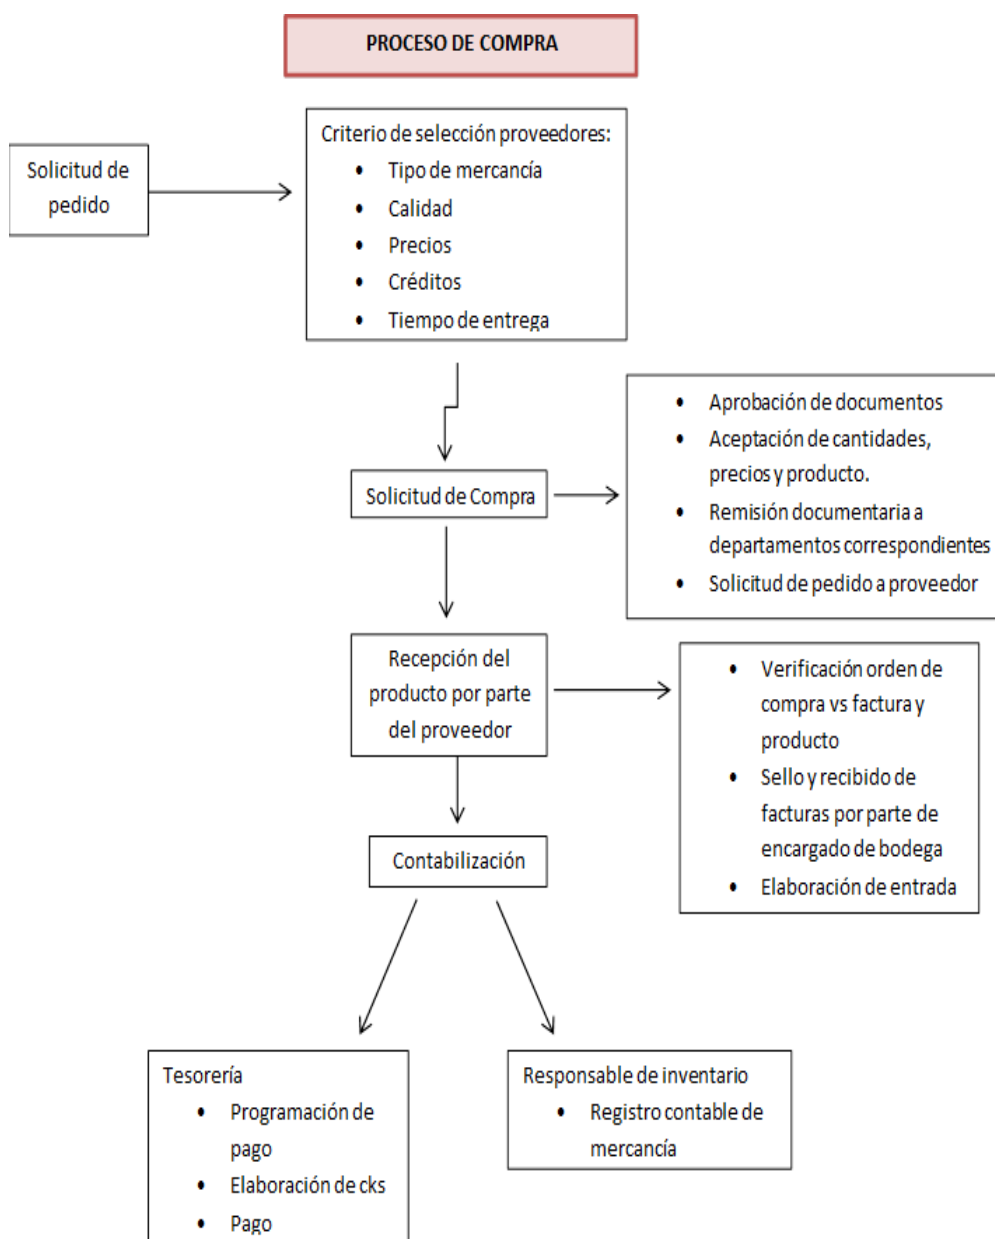 PROCESO DE COMPRA
Solicitud de
pedido
Criterio de selección proveedores:
• Tipo de mercancía
• Calidad
• Precios
• Créditos
• Tiempo de entrega
Solicitud de Compra
• Aprobación de documentos
• Aceptación de cantidades,
precios y producto.
• Remisión documentaria a
departamentos correspondientes
• Solicitud de pedido a proveedor
Recepción del
producto por parte
del proveedor
• Verificación orden de
compra vs factura y
producto
• Sello y recibido de
facturas por parte de
encargado de bodega
• Elaboración de entrada
Contabilización
Tesorería
• Programación de
pago
• Elaboración de cks
• Pago
Responsable de inventario
• Registro contable de
mercancía